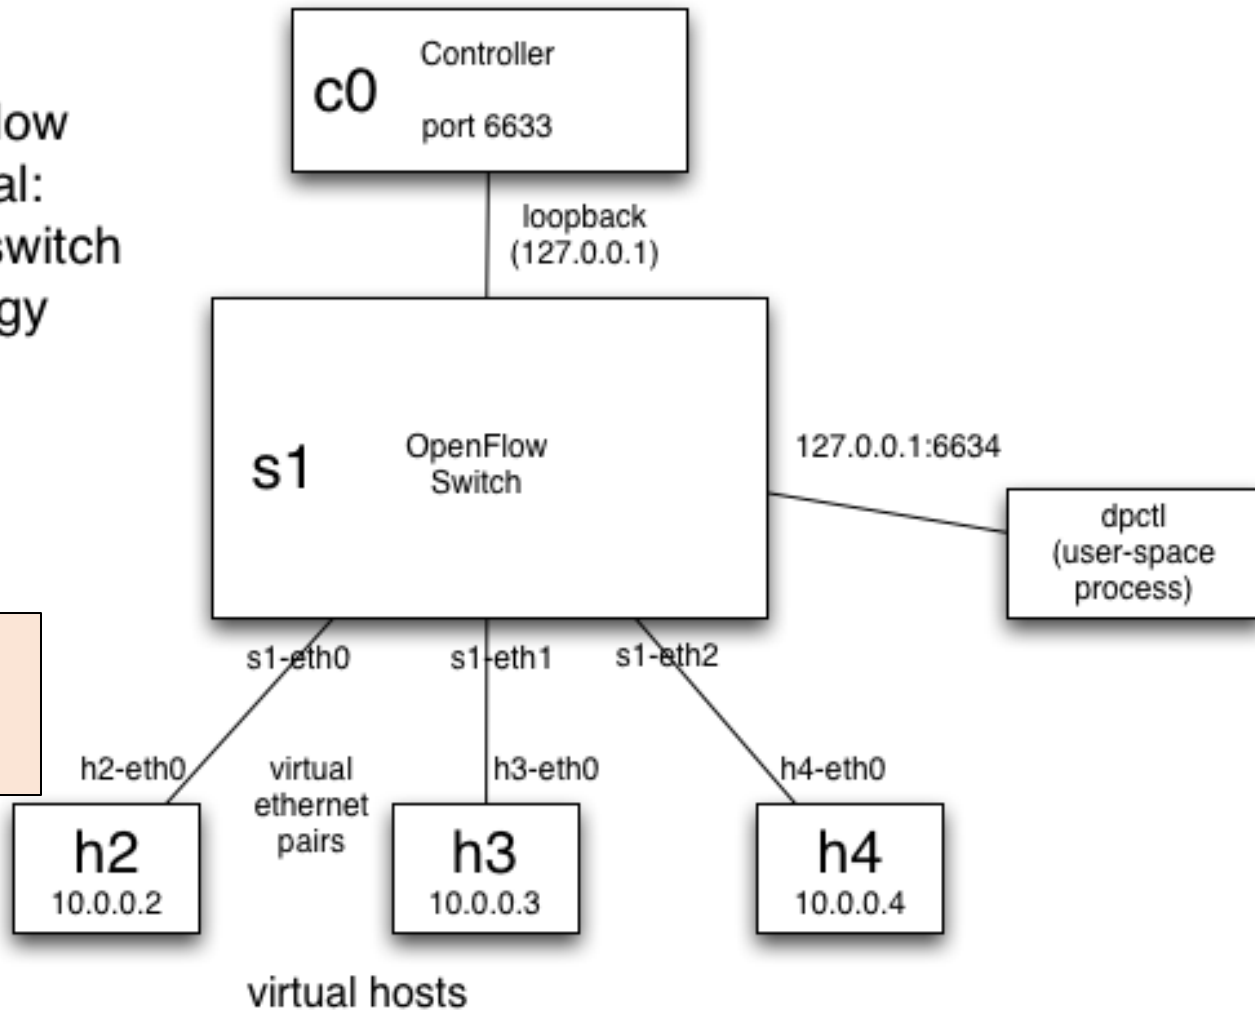 c0
Controller
port 6633
low
al:
switch
gy
loopback
(127.0.0.1)
s1
OpenFlow
Switch
127.0.0.1:6634
dpctl
(user-space
process)
s1-eth0
s1-eth1
s1-eth2
h2-eth0
virtual
ethernet
pairs
h3-eth0
h4-eth0
h2
10.0.0.2
h3
10.0.0.3
h4
10.0.0.4
virtual hosts